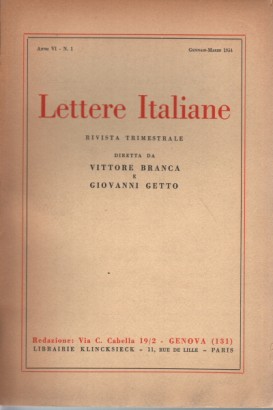 ANNO VI - N. 1 GENNAIO-MARZO 1954
Lettere Italiane
RIVISTA TRIMESTRALE
DIRETTA DA
VITTORE BRANCA
E
GIOVANNI GETTO
Redazione: Via C. Cabella 19/2 - GENOVA (131)
LIBRAIRIE KLINCKSIECK - 11, RUE DE LILLE - PARIS